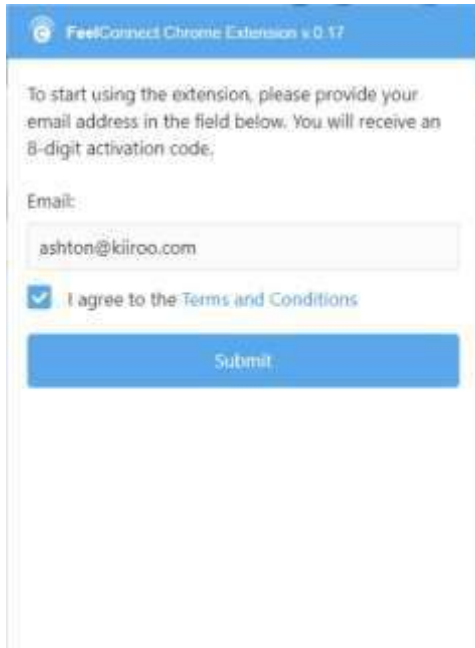 FeelConnect Chrome Extension v.0.17
To start using the extension, please provide your
email address in the field below. You will receive an
8-digit activation code.
Email:
ashton@kiiroo.com
I agree to the Terms and Conditions
Submit